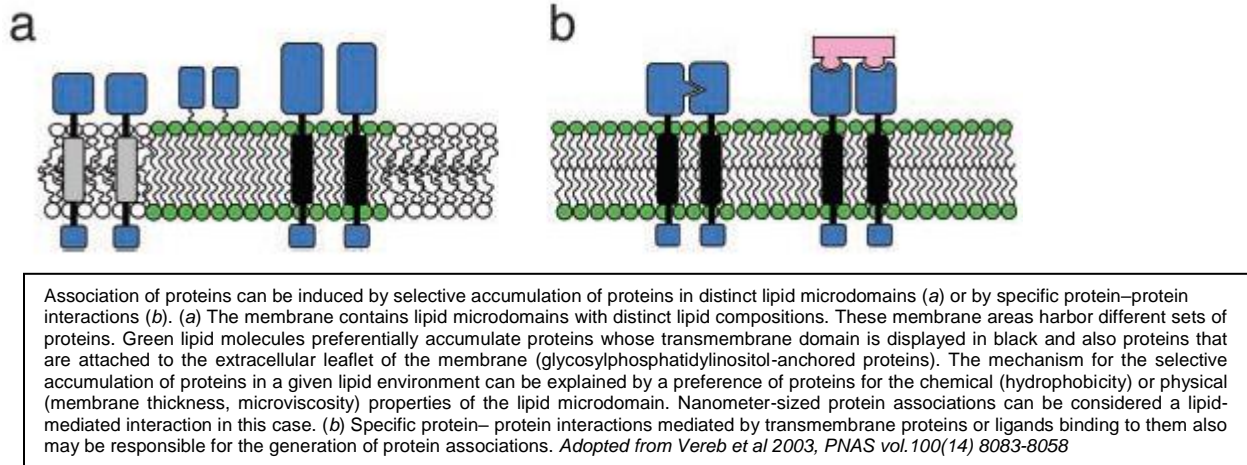 a
b
Association of proteins can be induced by selective accumulation of proteins in distinct lipid microdomains (a) or by specific protein–protein
interactions (b). (a) The membrane contains lipid microdomains with distinct lipid compositions. These membrane areas harbor different sets of
proteins. Green lipid molecules preferentially accumulate proteins whose transmembrane domain is displayed in black and also proteins that
are attached to the extracellular leaflet of the membrane (glycosylphosphatidylinositol-anchored proteins). The mechanism for the selective
accumulation of proteins in a given lipid environment can be explained by a preference of proteins for the chemical (hydrophobicity) or physical
(membrane thickness, microviscosity) properties of the lipid microdomain. Nanometer-sized protein associations can be considered a lipid-
mediated interaction in this case. (b) Specific protein– protein interactions mediated by transmembrane proteins or ligands binding to them also
may be responsible for the generation of protein associations. Adopted from Vereb et al 2003, PNAS vol.100(14) 8083-8058